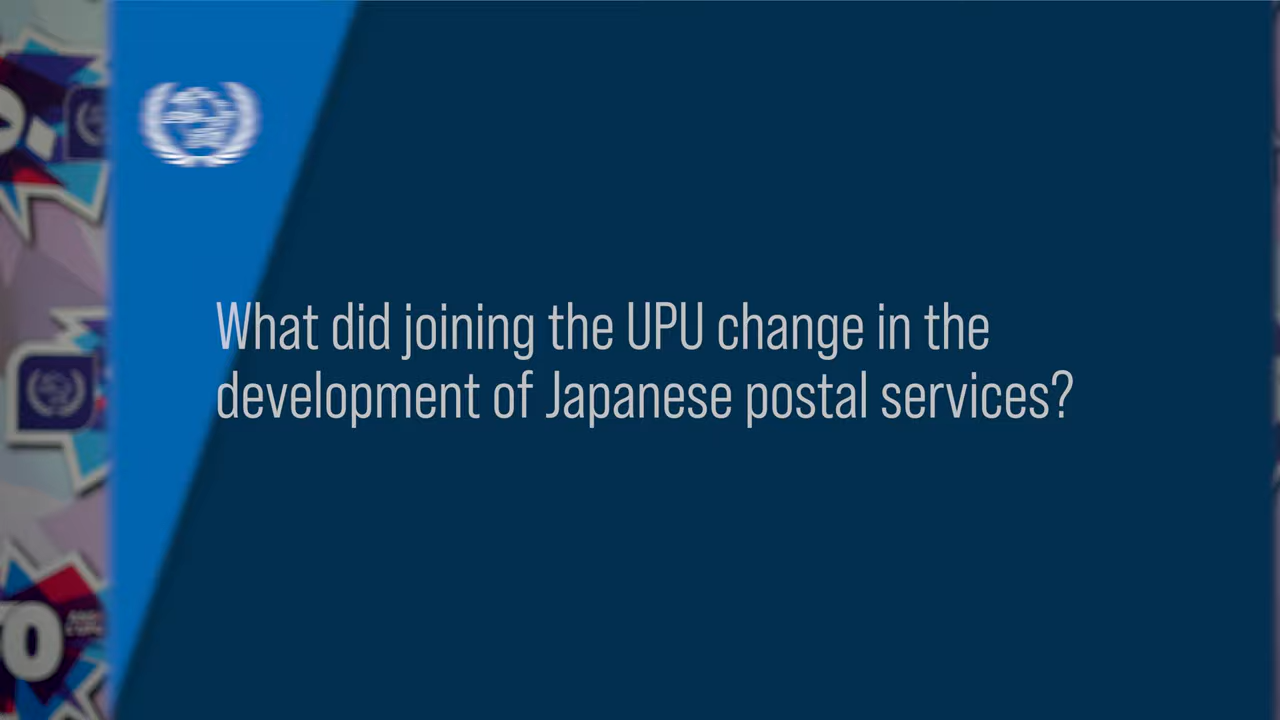 What did joining the UPU change in the
development of Japanese postal services?